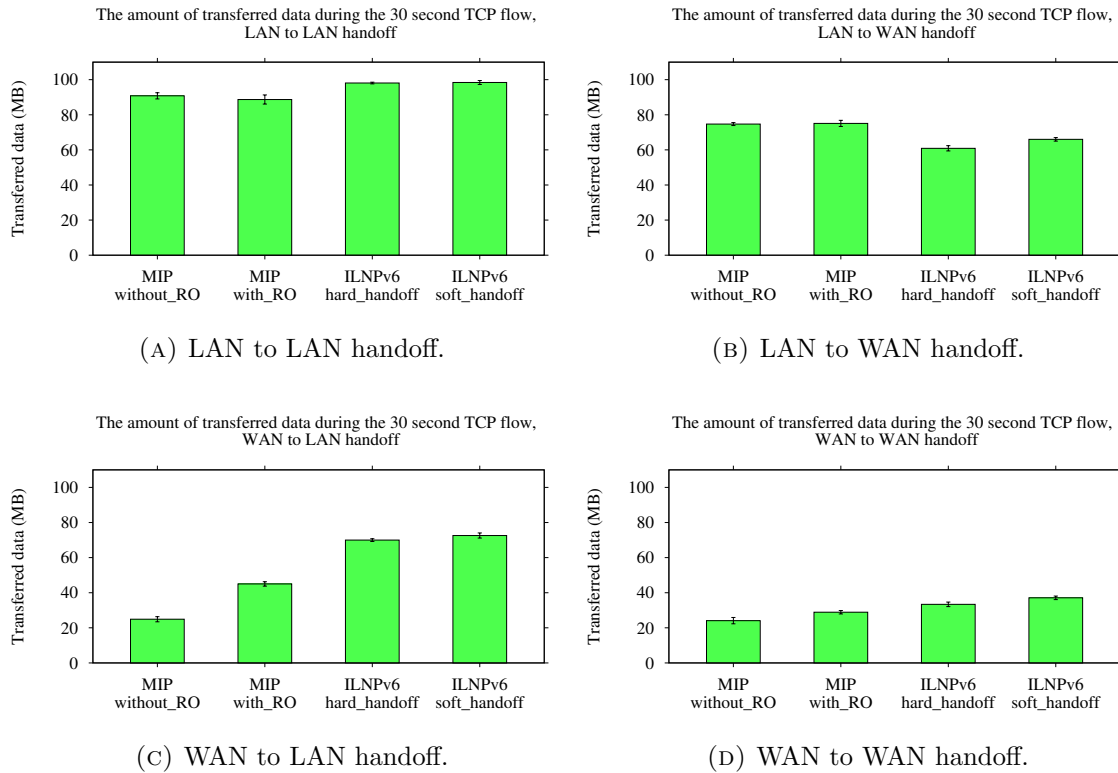 The amount of transferred data during the 30 second TCP flow,
LAN to LAN handoff
Transferred data (MB)
100
80
60
40
20
0
MIP
without_RO
MIP
with_RO
ILNPv6
hard_handoff
ILNPv6
soft_handoff
(A) LAN to LAN handoff.
The amount of transferred data during the 30 second TCP flow,
LAN to WAN handoff
Transferred data (MB)
100
80
60
40
20
0
MIP
without_RO
MIP
with_RO
ILNPv6
hard_handoff
ILNPv6
soft_handoff
(B) LAN to WAN handoff.
The amount of transferred data during the 30 second TCP flow,
WAN to LAN handoff
Transferred data (MB)
100
80
60
40
20
0
MIP
without_RO
MIP
with_RO
ILNPv6
hard_handoff
ILNPv6
soft_handoff
(C) WAN to LAN handoff.
The amount of transferred data during the 30 second TCP flow,
WAN to WAN handoff
Transferred data (MB)
100
80
60
40
20
0
MIP
without_RO
MIP
with_RO
ILNPv6
hard_handoff
ILNPv6
soft_handoff
(D) WAN to WAN handoff.